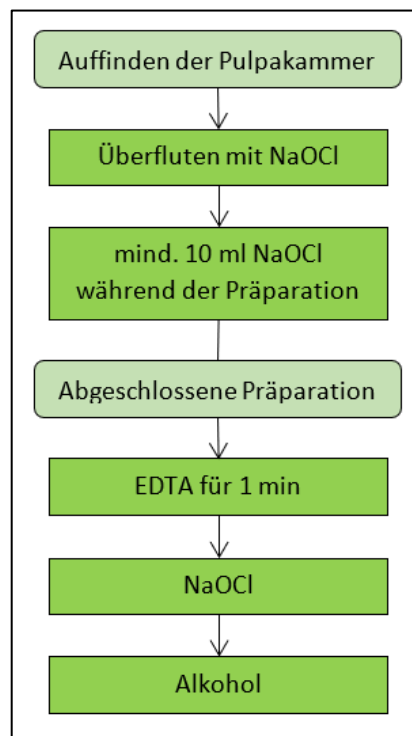 Auffinden der Pulpakammer
Überfluten mit NaOCl
mind. 10 ml NaOCl
während der Präparation
Abgeschlossene Präparation
EDTA für 1 min
NaOCl
Alkohol